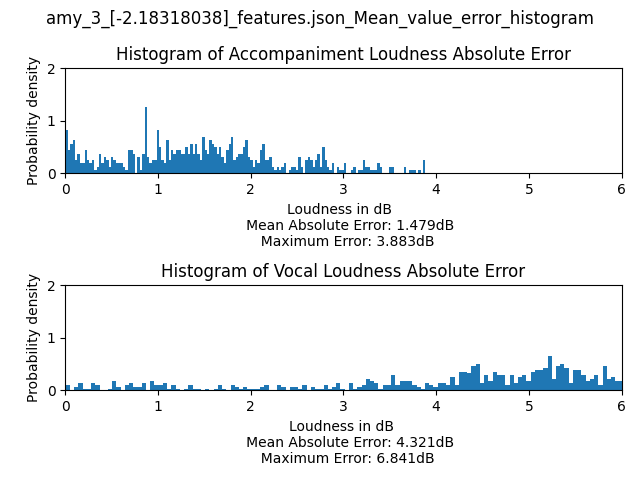 amy_3_[-2.18318038]_features.json_Mean_value_error_histogram
Histogram of Accompaniment Loudness Absolute Error
Probability density
2
1
0
0 1 2 3 4 5 6
Loudness in dB
Mean Absolute Error: 1.479dB
Maximum Error: 3.883dB
Histogram of Vocal Loudness Absolute Error
Probability density
2
1
0
0 1 2 3 4 5 6
Loudness in dB
Mean Absolute Error: 4.321dB
Maximum Error: 6.841dB